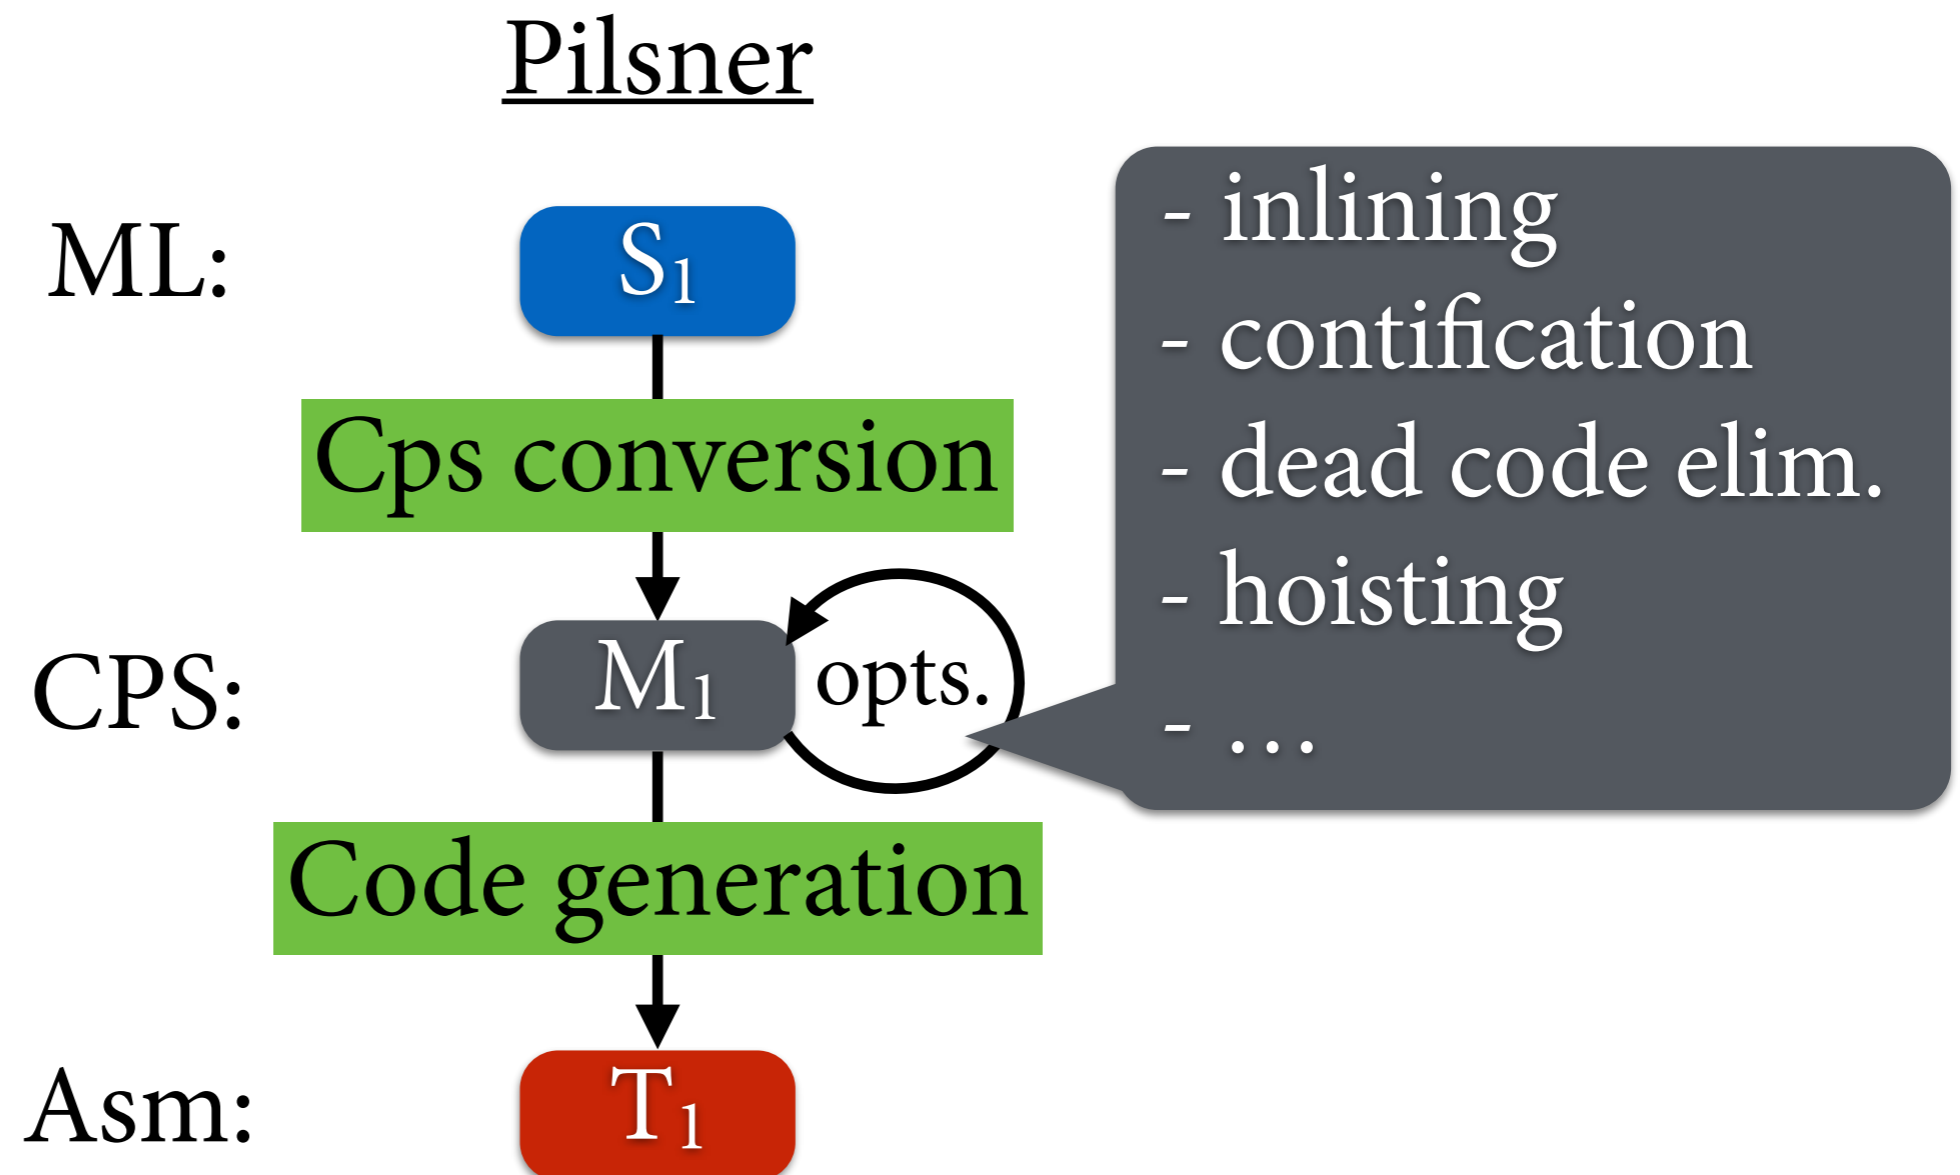 Pilsner
ML:
S₁
Cps conversion
CPS:
M₁
opts.
Code generation
Asm:
T₁
- inlining
- contification
- dead code elim.
- hoisting
- …